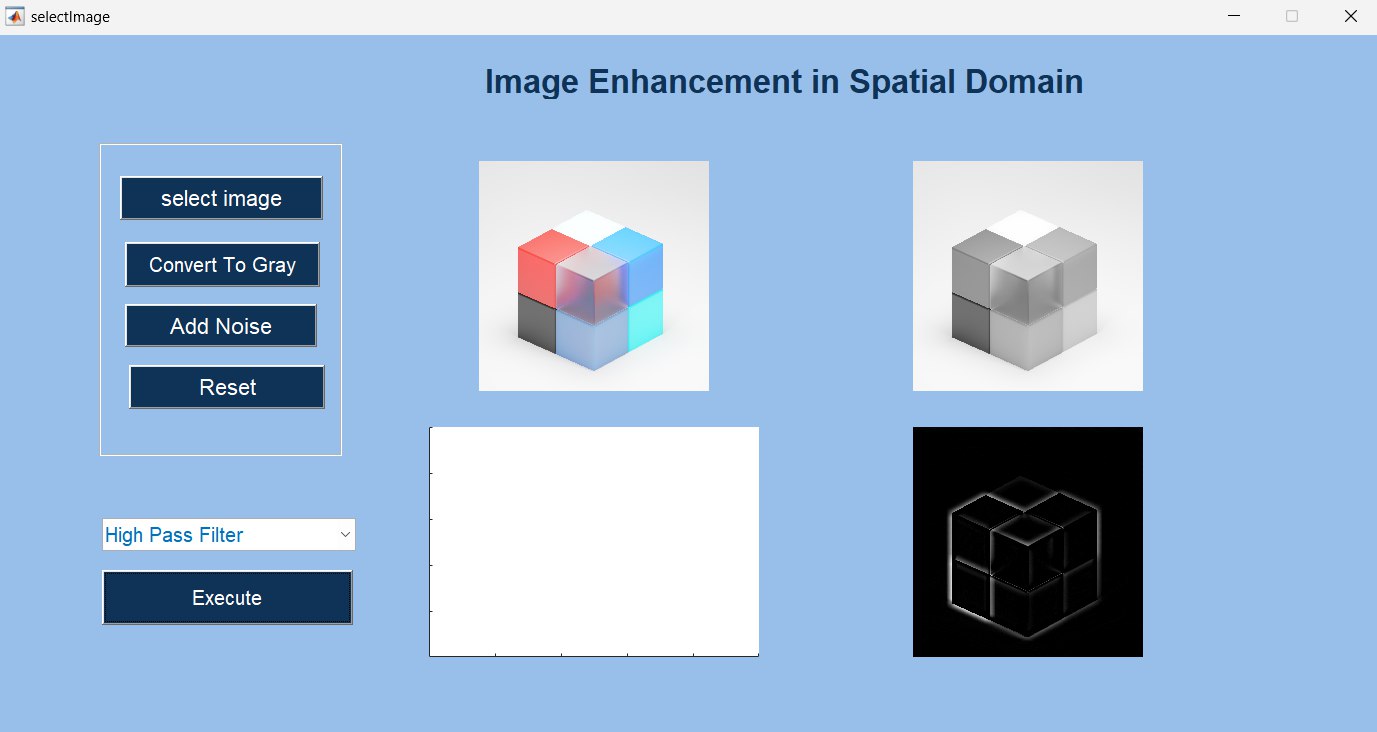 selectImage
Image Enhancement in Spatial Domain
select image
Convert To Gray
Add Noise
Reset
High Pass Filter
Execute